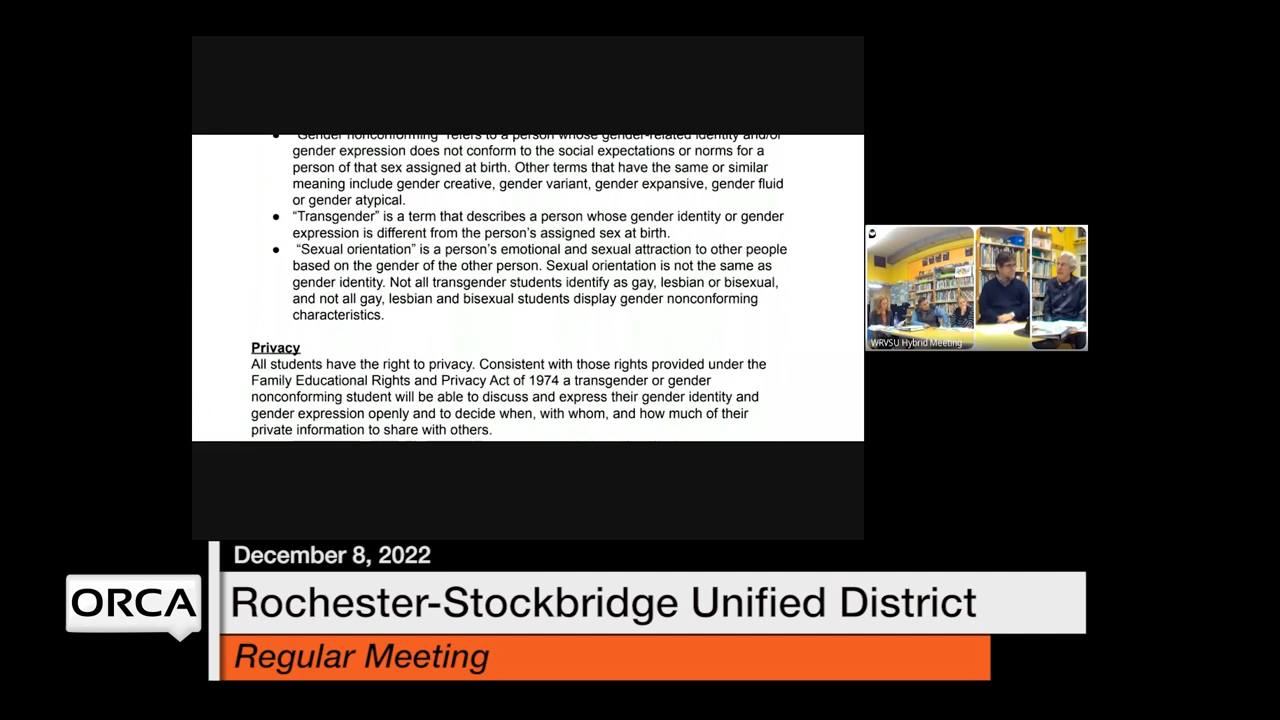 ● "Gender nonconforming" refers to a person whose gender-related identity and/or
gender expression does not conform to the social expectations or norms for a
person of that sex assigned at birth. Other terms that have the same or similar
meaning include gender creative, gender variant, gender expansive, gender fluid
or gender atypical.
● “Transgender” is a term that describes a person whose gender identity or gender
expression is different from the person’s assigned sex at birth.
● “Sexual orientation” is a person’s emotional and sexual attraction to other people
based on the gender of the other person. Sexual orientation is not the same as
gender identity. Not all transgender students identify as gay, lesbian or bisexual,
and not all gay, lesbian and bisexual students display gender nonconforming
characteristics.
Privacy
All students have the right to privacy. Consistent with those rights provided under the
Family Educational Rights and Privacy Act of 1974 a transgender or gender
nonconforming student will be able to discuss and express their gender identity and
gender expression openly and to decide when, with whom, and how much of their
private information to share with others.
WRVSU Hybrid Meeting
December 8, 2022
ORCA
Rochester-Stockbridge Unified District
Regular Meeting